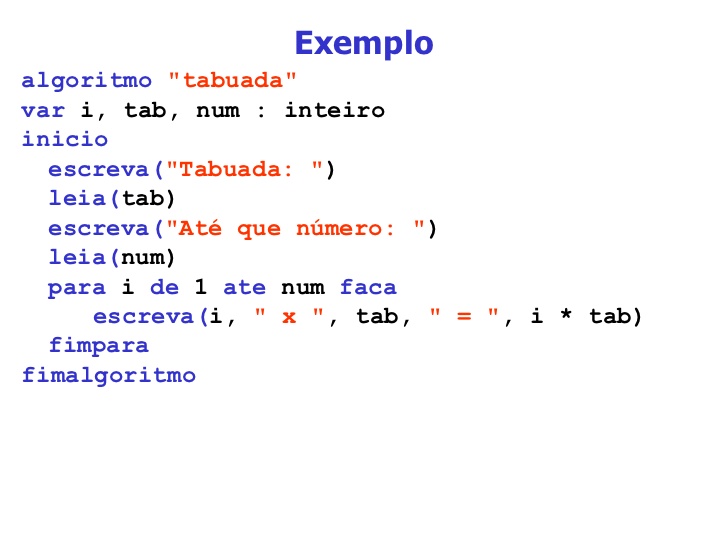 Exemplo
algoritmo "tabuada"
var i, tab, num : inteiro
inicio
escreva("Tabuada: ")
leia(tab)
escreva("Até que número: ")
leia(num)
para i de 1 ate num faca
escreva(i, " x ", tab, " = ", i * tab)
fimpara
fimalgoritmo